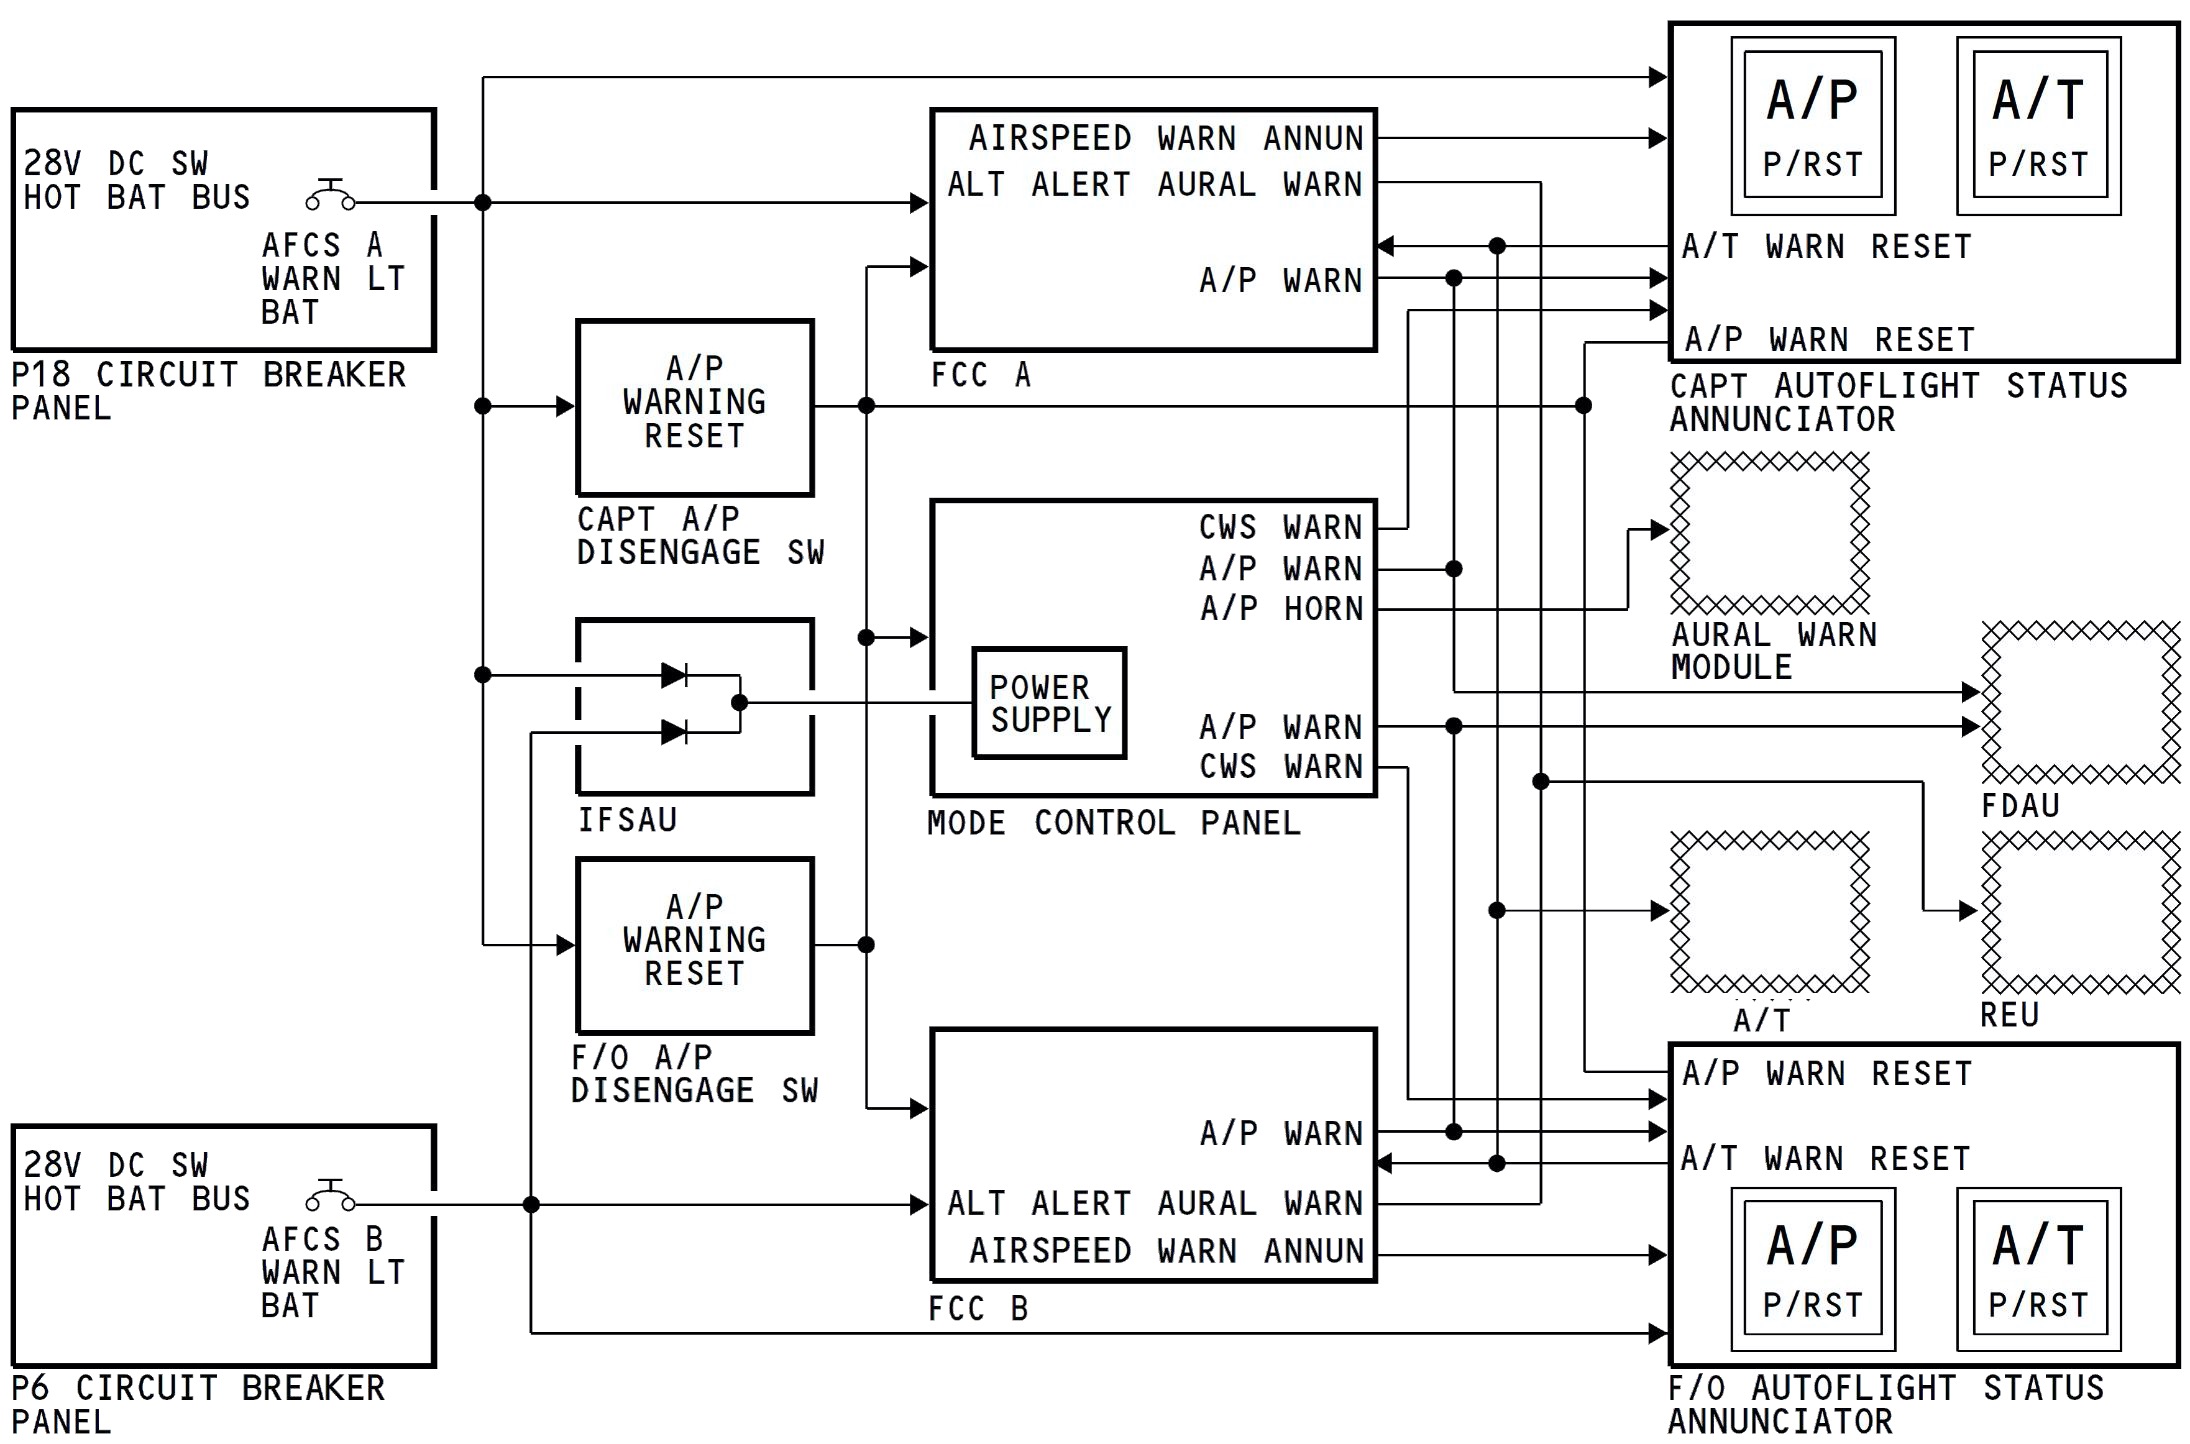 28V DC SW
HOT BAT BUS
AFCS A
WARN LT
BAT
P18 CIRCUIT BREAKER
PANEL
A/P
WARNING
RESET
CAPT A/P
DISENGAGE SW
IFSAU
A/P
WARNING
RESET
F/O A/P
DISENGAGE SW
28V DC SW
HOT BAT BUS
AFCS B
WARN LT
BAT
P6 CIRCUIT BREAKER
PANEL
AIRSPEED WARN ANNUN
ALT ALERT AURAL WARN
A/P WARN
FCC A
CWS WARN
A/P WARN
A/P HORN
POWER
SUPPLY
A/P WARN
CWS WARN
MODE CONTROL PANEL
A/P WARN
ALT ALERT AURAL WARN
AIRSPEED WARN ANNUN
FCC B
A/P
P/RST
A/T
P/RST
A/T WARN RESET
A/P WARN RESET
CAPT AUTOFLIGHT STATUS
ANNUNCIATOR
AURAL WARN
MODULE
FDAU
A/T
REU
A/P WARN RESET
A/T WARN RESET
A/P
P/RST
A/T
P/RST
F/O AUTOFLIGHT STATUS
ANNUNCIATOR